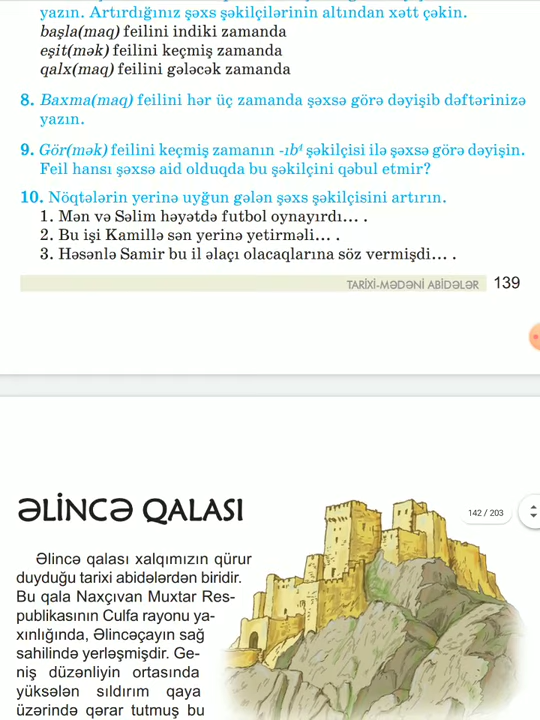 yazın. Artırdığınız şəxs şəkilçilərinin altından xətt çəkin.
başla(maq) feilini indiki zamanda
eşit(mək) feilini keçmiş zamanda
qalx(maq) feilini gələcək zamanda
8. Baxma(maq) feilini hər üç zamanda şəxsə görə dəyişib dəftərinizə
yazın.
9. Gör(mək) feilini keçmiş zamanın -ıb⁴ şəkilçisi ilə şəxsə görə dəyişin.
Feil hansı şəxsə aid olduqda bu şəkilçini qəbul etmir?
10. Nöqtələrin yerinə uyğun gələn şəxs şəkilçisini artırın.
1. Mən və Səlim həyətdə futbol oynayırdı... .
2. Bu işi Kamillə sən yerinə yetirməli... .
3. Həsənlə Samir bu il əlaçı olacaqlarına söz vermişdi... .
TARİXİ-MƏDƏNİ ABİDƏLƏR 139
ƏLİNCƏ QALASI
142 / 203
Əlincə qalası xalqımızın qürur
duyduğu tarixi abidələrdən biridir.
Bu qala Naxçıvan Muxtar Res-
publikasının Culfa rayonu ya-
xınlığında, Əlincəçayın sağ
sahilində yerləşmişdir. Ge-
niş düzənliyin ortasında
yüksələn sıldırım qaya
üzərində qərar tutmuş bu